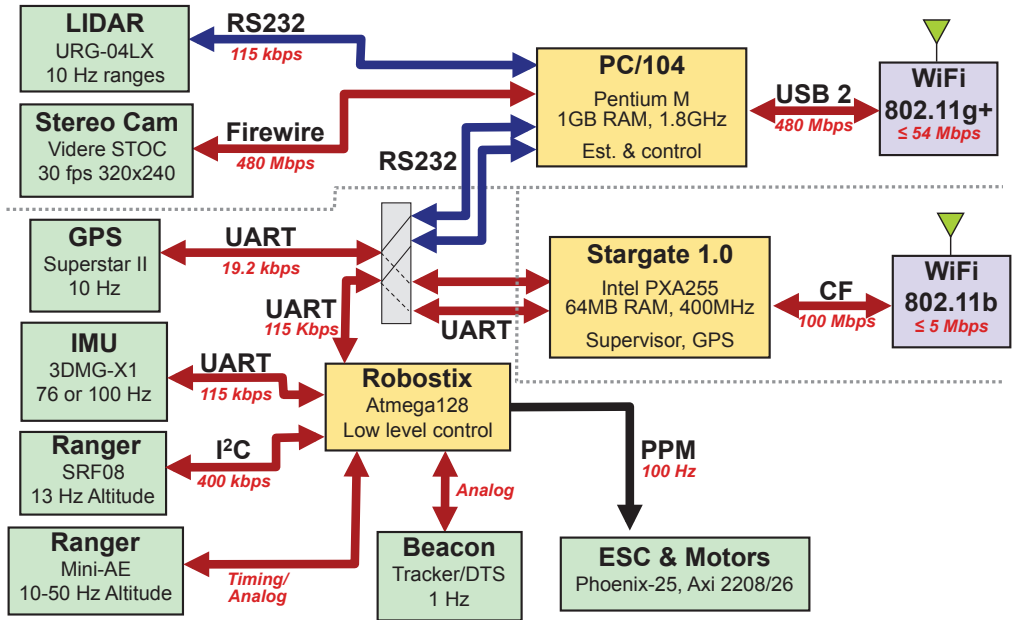 LIDAR
URG-04LX
10 Hz ranges
RS232
115 kbps
Stereo Cam
Videre STOC
30 fps 320x240
Firewire
480 Mbps
PC/104
Pentium M
1GB RAM, 1.8GHz
Est. & control
USB 2
480 Mbps
WiFi
802.11g+
≤ 54 Mbps
RS232
GPS
Superstar II
10 Hz
UART
19.2 kbps
UART
115 Kbps
UART
Stargate 1.0
Intel PXA255
64MB RAM, 400MHz
Supervisor, GPS
CF
100 Mbps
WiFi
802.11b
≤ 5 Mbps
IMU
3DMG-X1
76 or 100 Hz
UART
115 kbps
Robostix
Atmega128
Low level control
Ranger
SRF08
13 Hz Altitude
I²C
400 kbps
PPM
100 Hz
Analog
Ranger
Mini-AE
10-50 Hz Altitude
Timing/
Analog
Beacon
Tracker/DTS
1 Hz
ESC & Motors
Phoenix-25, Axi 2208/26